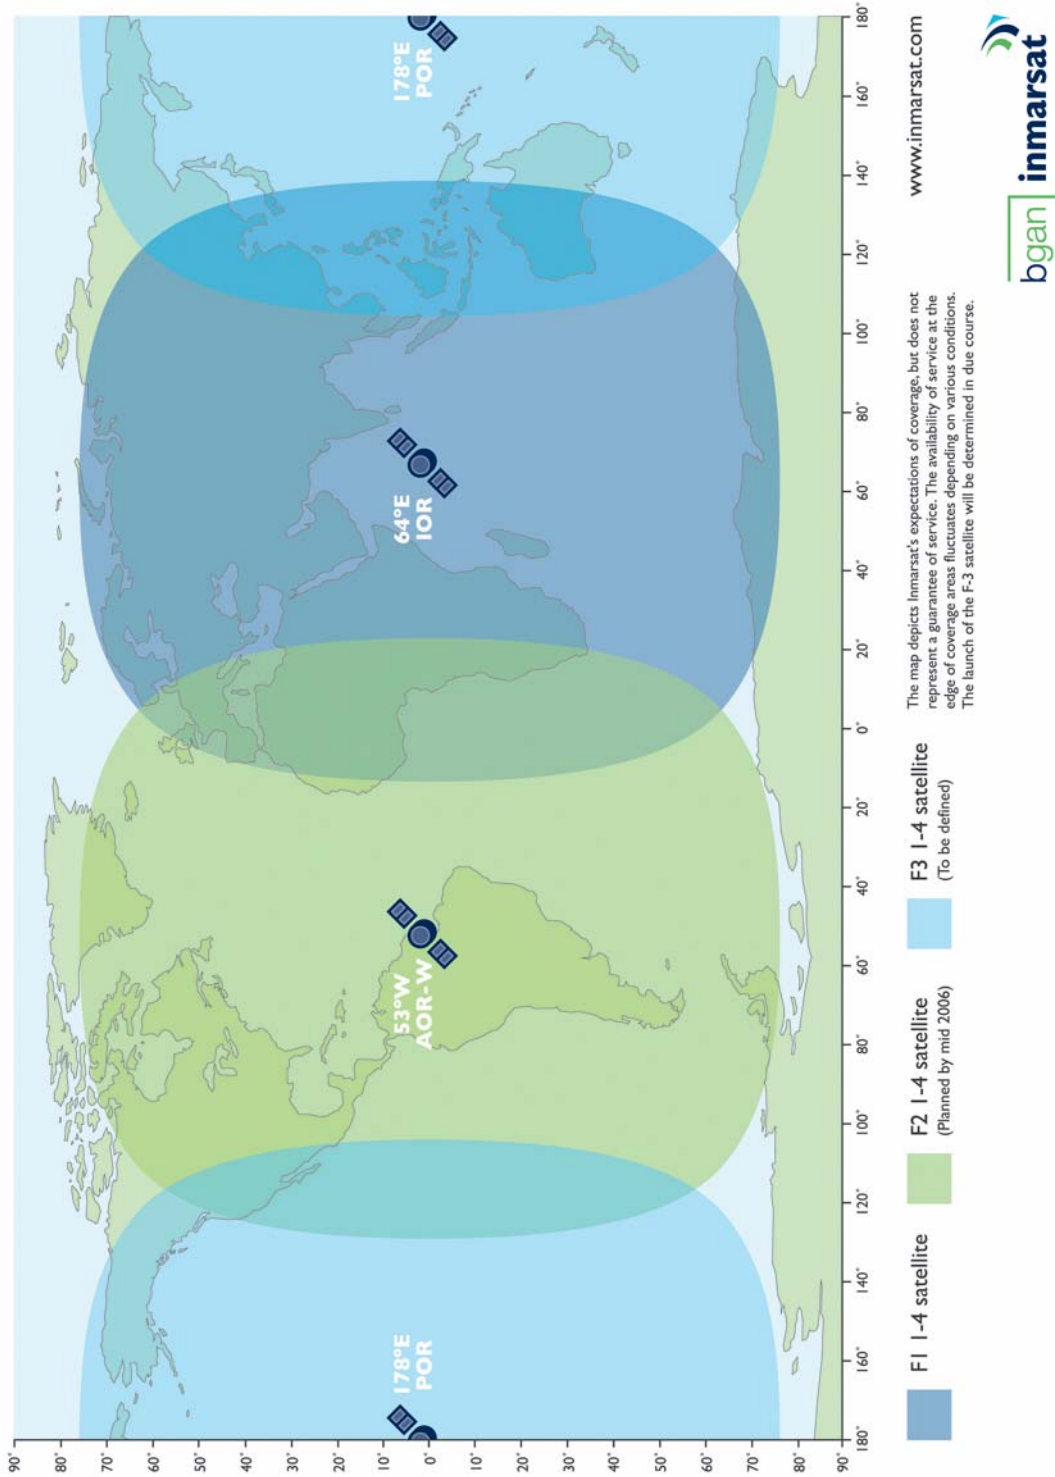 90˚
80˚
70˚
60˚
50˚
40˚
30˚
20˚
10˚
0˚
10˚
20˚
30˚
40˚
50˚
60˚
70˚
80˚
90˚
178°E
POR
53°W
AOR-W
64°E
IOR
178°E
POR
180˚
160˚
140˚
120˚
100˚
80˚
60˚
40˚
20˚
0˚
20˚
40˚
60˚
80˚
100˚
120˚
140˚
160˚
180˚
F1 I-4 satellite
F2 I-4 satellite
(Planned by mid 2006)
F3 I-4 satellite
(To be defined)
The map depicts Inmarsat's expectations of coverage, but does not
represent a guarantee of service. The availability of service at the
edge of coverage areas fluctuates depending on various conditions.
The launch of the F-3 satellite will be determined in due course.
www.inmarsat.com
bgan inmarsat